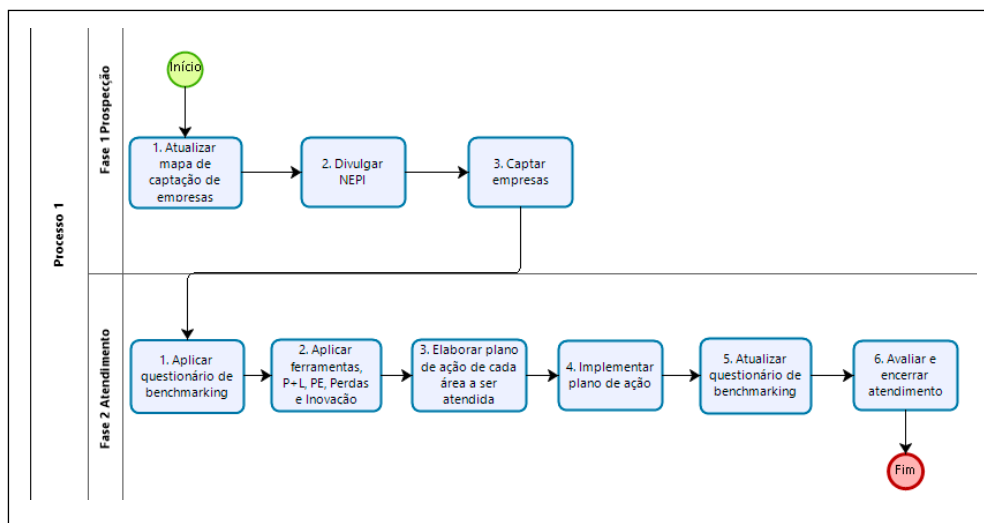 Processo 1
Fase 1 Prospecção
Início
1. Atualizar
mapa de
captação de
empresas
2. Divulgar
NEPI
3. Captar
empresas
Fase 2 Atendimento
1. Aplicar
questionário de
benchmarking
2. Aplicar
ferramentas,
P+L, PE, Perdas
e Inovação
3. Elaborar plano
de ação de cada
área a ser
atendida
4. Implementar
plano de ação
5. Atualizar
questionário de
benchmarking
6. Avaliar e
encerrar
atendimento
Fim